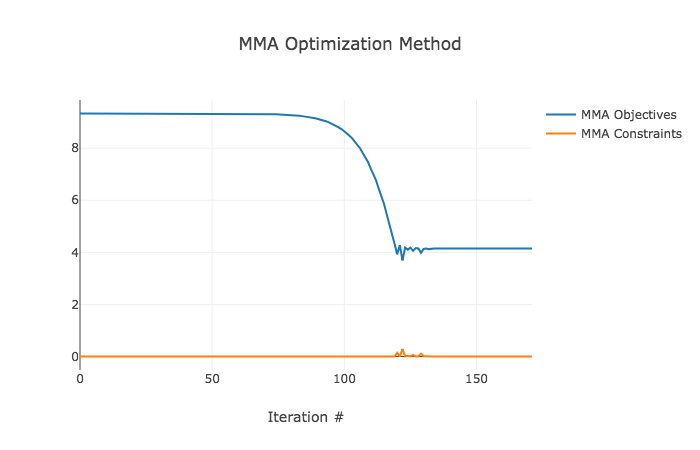 MMA Optimization Method
MMA Objectives
MMA Constraints
8
6
4
2
0
0 50 100 150
Iteration #